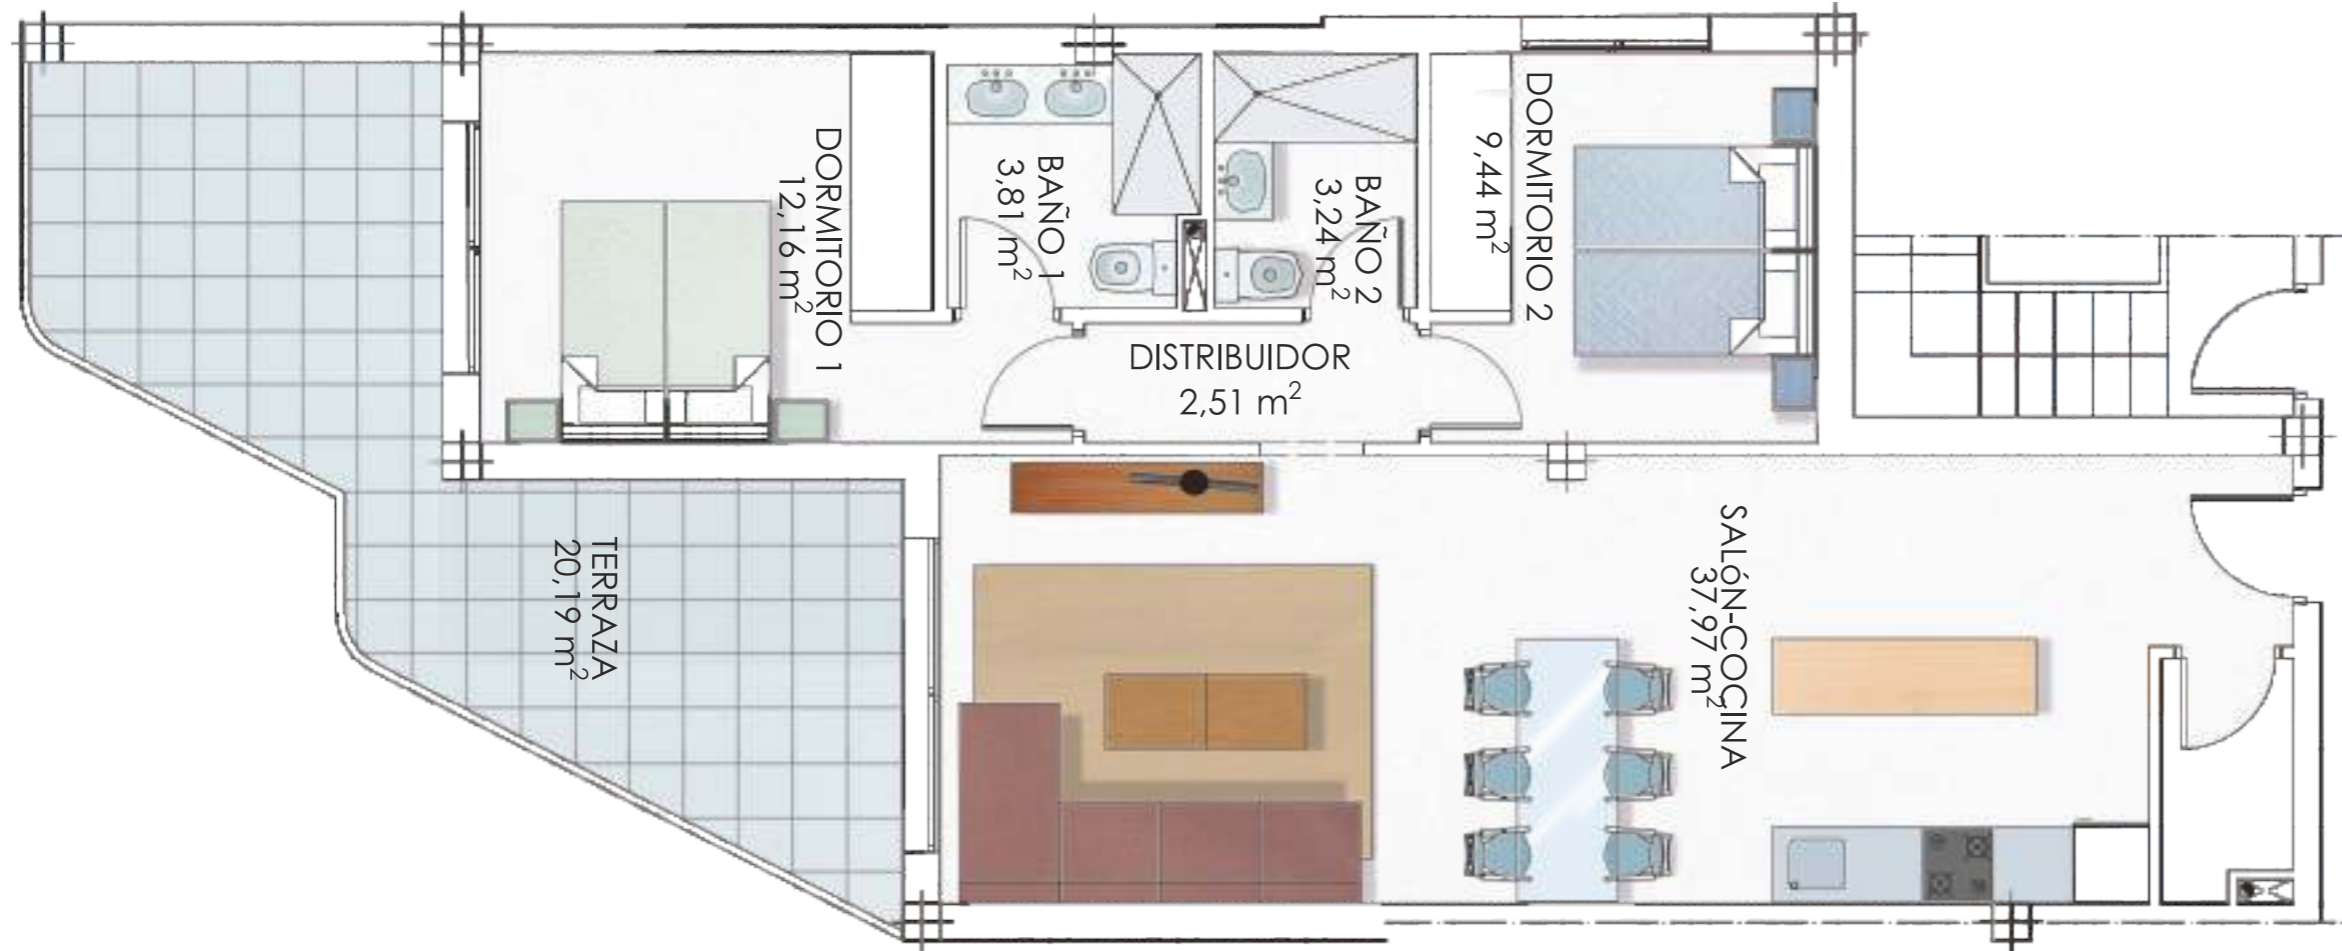 DORMITORIO 1
12,16 m²
BAÑO 1
3,81 m²
BAÑO 2
3,24 m²
DORMITORIO 2
9,44 m²
DISTRIBUIDOR
2,51 m²
TERRAZA
20,19 m²
SALóN-COCINA
37,97 m²